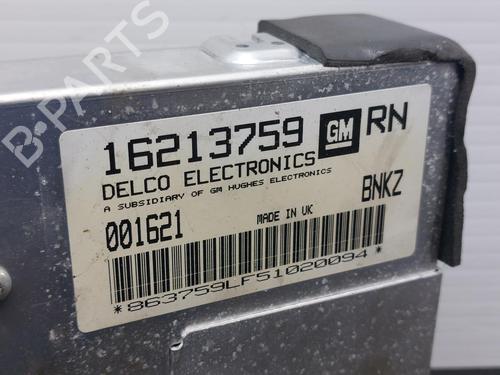 B-PARTS
16213759 GM RN
DELCO ELECTRONICS
A SUBSIDIARY OF GM HUGHES ELECTRONICS
001621 MADE IN UK BNKZ
*863759LF51020094*